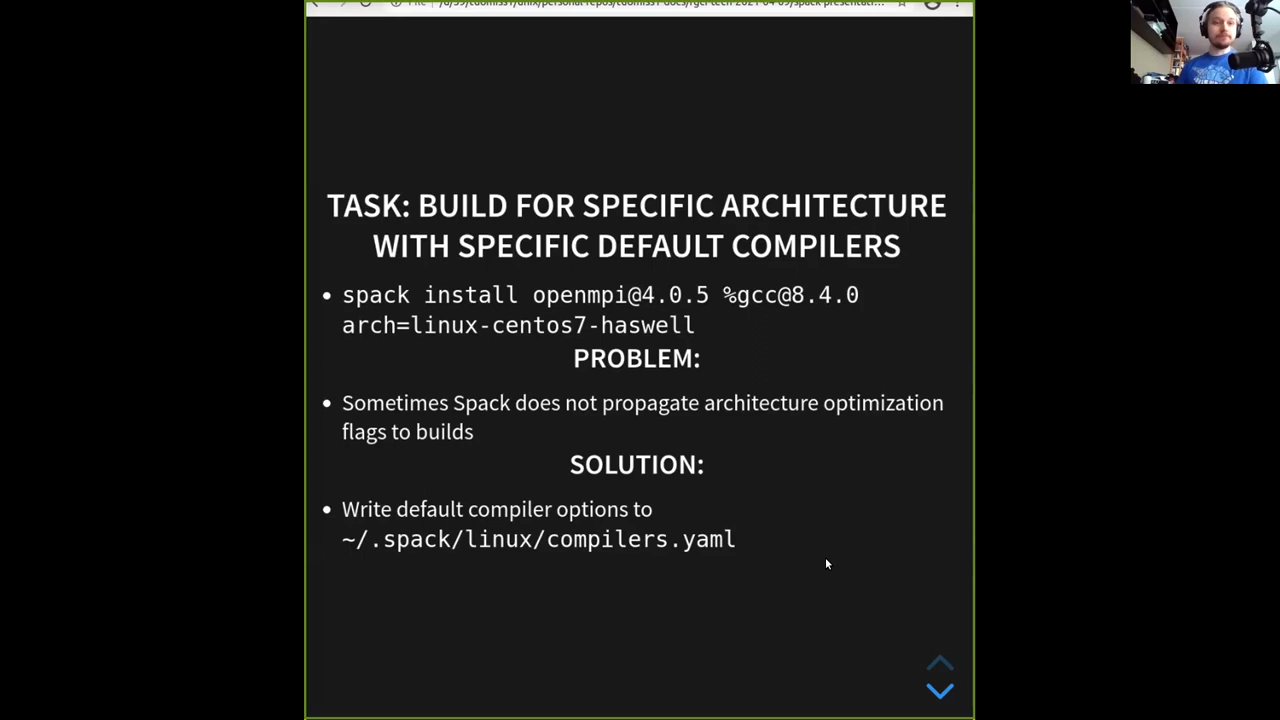 TASK: BUILD FOR SPECIFIC ARCHITECTURE
WITH SPECIFIC DEFAULT COMPILERS
• spack install openmpi@4.0.5 %gcc@8.4.0
arch=linux-centos7-haswell
PROBLEM:
• Sometimes Spack does not propagate architecture optimization
flags to builds
SOLUTION:
• Write default compiler options to
~/.spack/linux/compilers.yaml